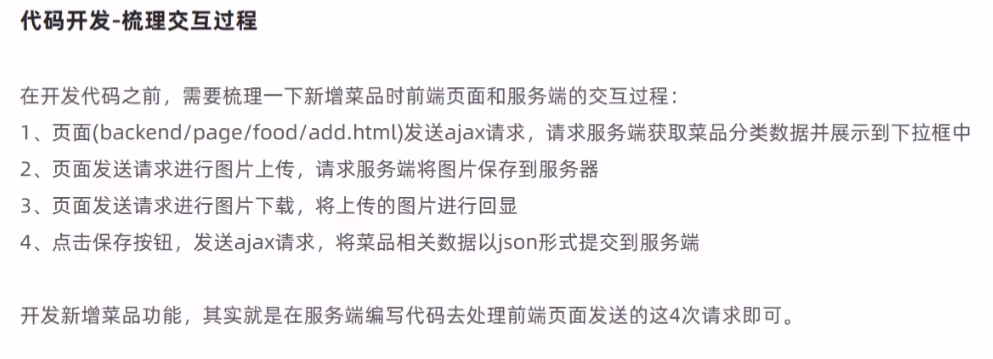 代码开发-梳理交互过程
在开发代码之前，需要梳理一下新增菜品时前端页面和服务端的交互过程：
1、页面(backend/page/food/add.html)发送ajax请求，请求服务端获取菜品分类数据并展示到下拉框中
2、页面发送请求进行图片上传，请求服务端将图片保存到服务器
3、页面发送请求进行图片下载，将上传的图片进行回显
4、点击保存按钮，发送ajax请求，将菜品相关数据以json形式提交到服务端
开发新增菜品功能，其实就是在服务端编写代码去处理前端页面发送的这4次请求即可。